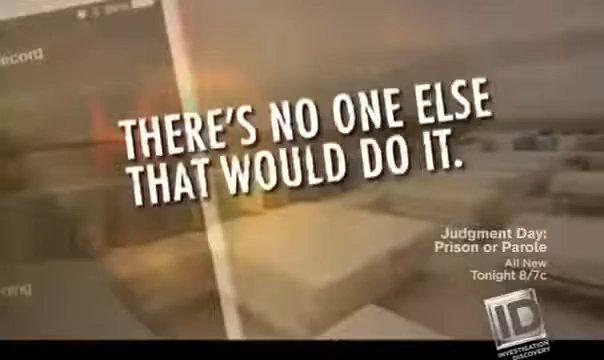 ecord
THERE'S NO ONE ELSE
THAT WOULD DO IT.
Judgment Day:
Prison or Parole
All New
Tonight 8/7c
ID
INVESTIGATION
DISCOVERY